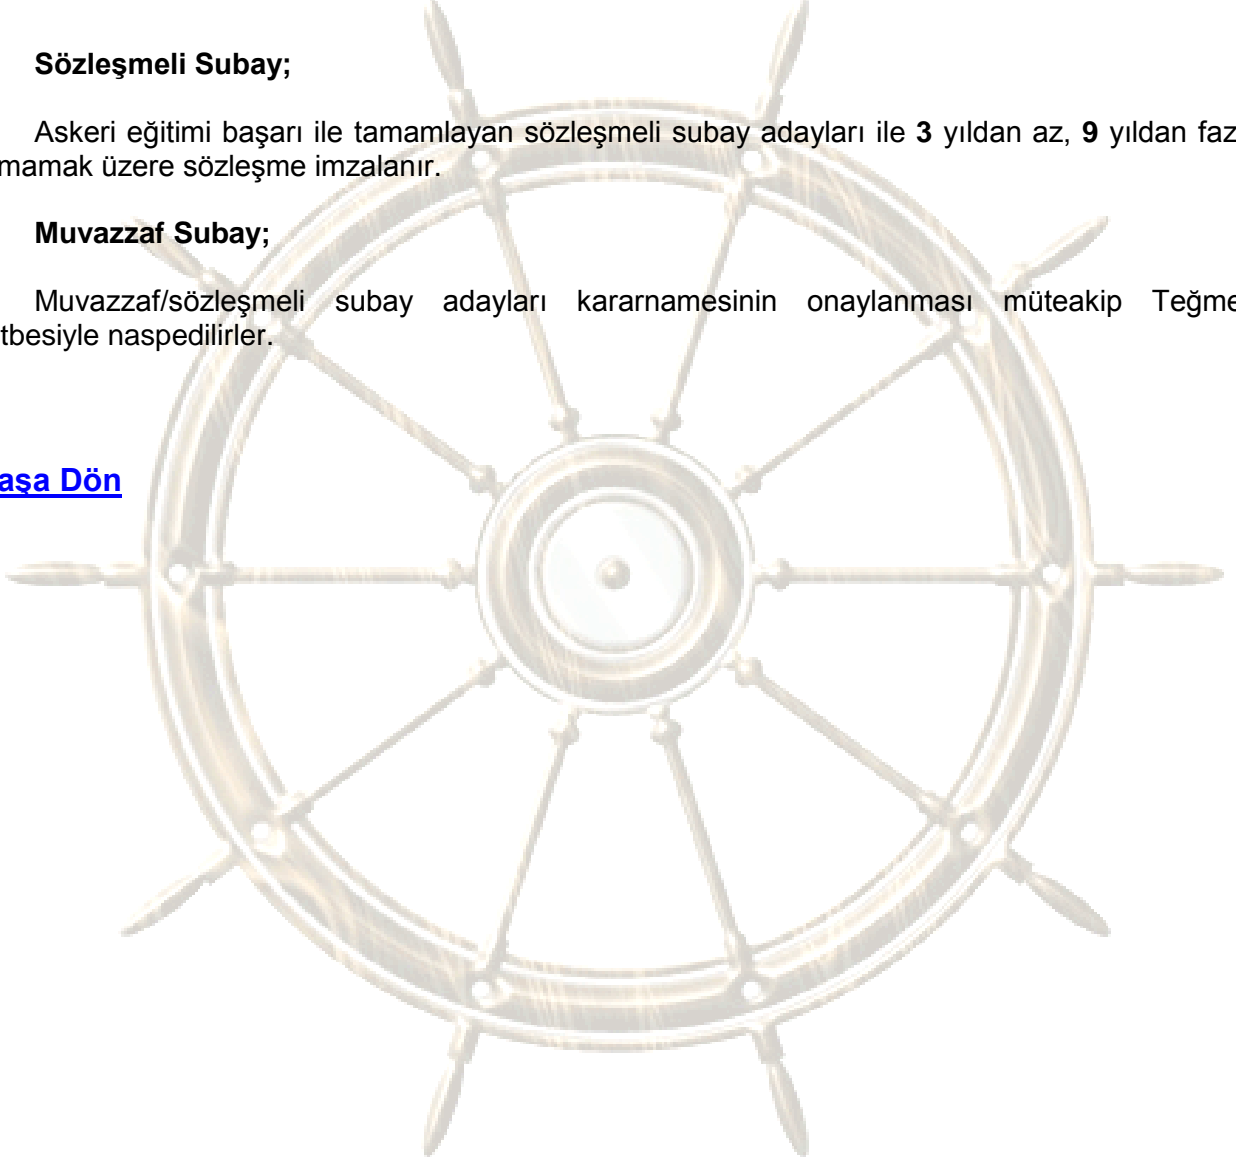 Sözleşmeli Subay;
Askeri eğitimi başarı ile tamamlayan sözleşmeli subay adayları ile 3 yıldan az, 9 yıldan faz
mamak üzere sözleşme imzalanır.
Muvazzaf Subay;
Muvazzaf/sözleşmeli subay adayları kararnamesinin onaylanması müteakip Teğme
tbesiyle naspedilirler.
aşa Dön